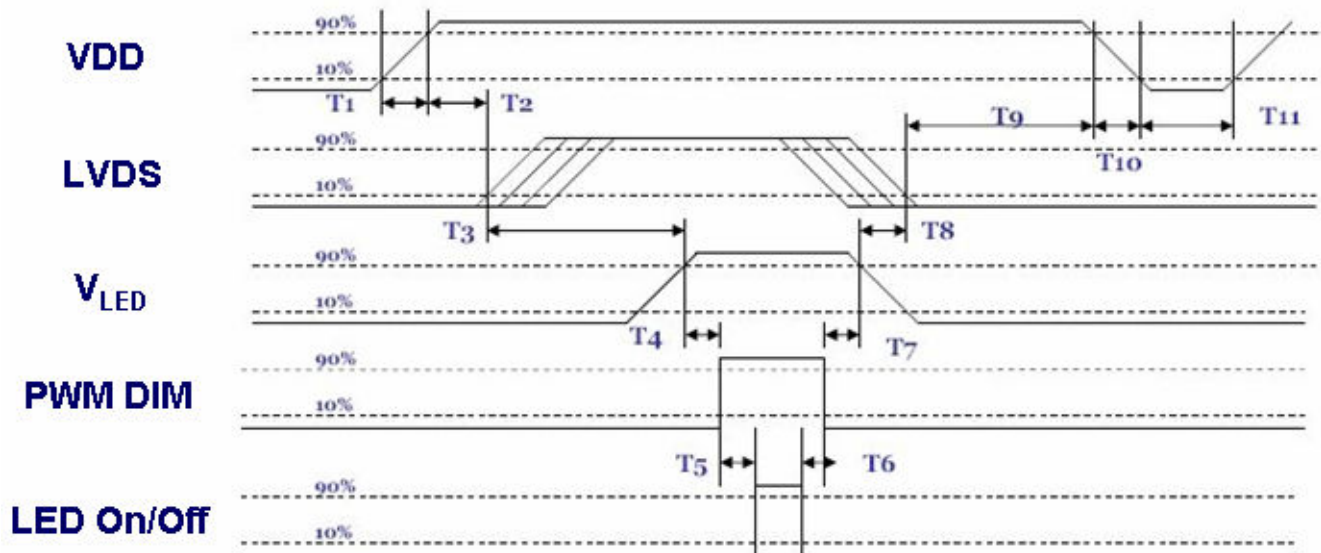 90%
VDD
10%
T1 T2 T9 T11
90%
T10
LVDS
10%
T3 T8
90%
VLED
10%
T4 T7
90%
PWM DIM
10%
T5 T6
90%
LED On/Off
10%